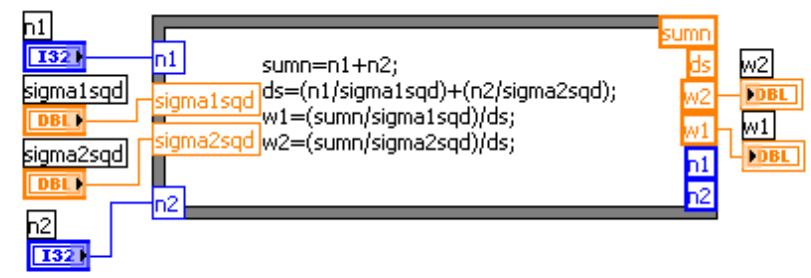 n1
I32
n1
sigma1sqd
DBL
sigma1sqd
sigma2sqd
DBL
sigma2sqd
n2
n2
I32
sumn=n1+n2;
ds=(n1/sigma1sqd)+(n2/sigma2sqd);
w1=(sumn/sigma1sqd)/ds;
w2=(sumn/sigma2sqd)/ds;
sumn
ds
w2
w1
n1
n2
w2
DBL
w1
DBL